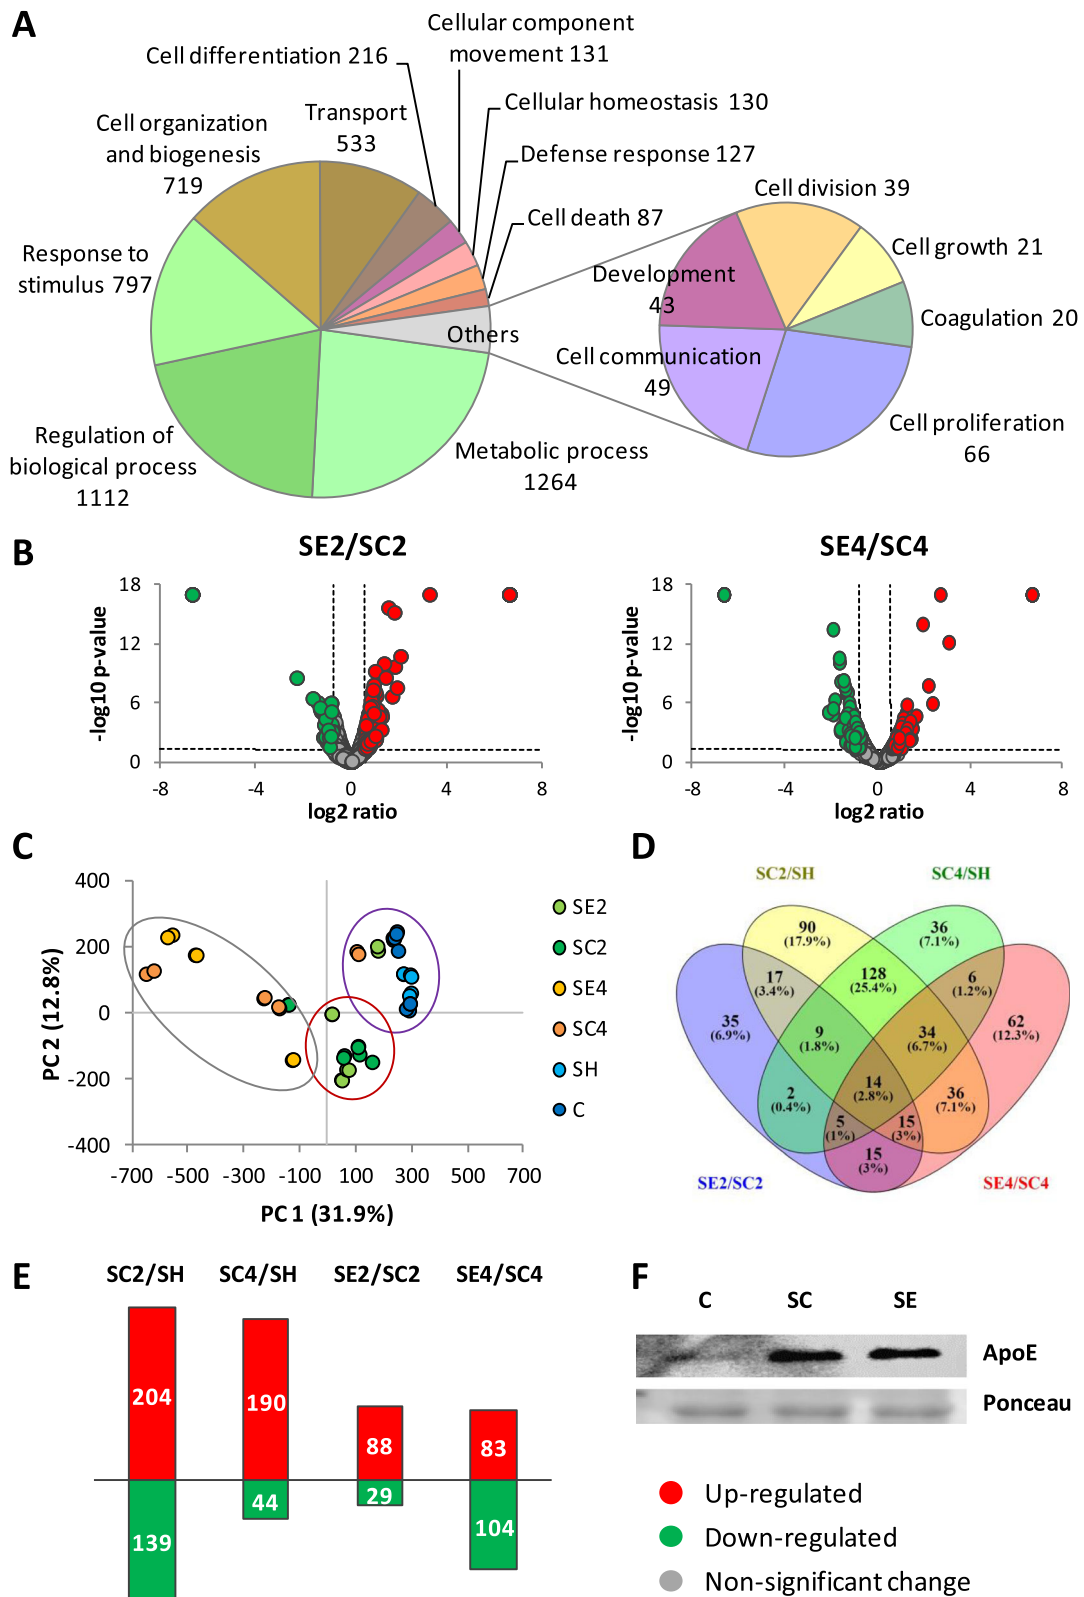 A
Cellular component
movement 131
Cell differentiation 216
Transport
533
Cellular homeostasis 130
Cell organization
and biogenesis
719
Defense response 127
Cell death 87
Response to
stimulus 797
Others
Regulation of
biological process
1112
Metabolic process
1264
Cell division 39
Cell growth 21
Development
43
Coagulation 20
Cell communication
49
Cell proliferation
66
B
SE2/SC2
-log10 p-value
18
12
6
0
-8
-4
0
4
8
log2 ratio
SE4/SC4
-log10 p-value
18
12
6
0
-8
-4
0
4
8
log2 ratio
C
PC 2 (12.8%)
400
200
0
-200
-400
-700
-500
-300
-100
100
300
500
700
PC 1 (31.9%)
SE2
SC2
SE4
SC4
SH
C
D
SC2/SH
SC4/SH
90
(17.9%)
36
(7.1%)
17
(3.4%)
128
(25.4%)
6
(1.2%)
35
(6.9%)
9
(1.8%)
34
(6.7%)
62
(12.3%)
2
(0.4%)
14
(2.8%)
36
(7.1%)
5
(1%)
15
(3%)
15
(3%)
SE2/SC2
SE4/SC4
E
SC2/SH
SC4/SH
SE2/SC2
SE4/SC4
204
190
88
83
139
44
29
104
F
C
SC
SE
ApoE
Ponceau
Up-regulated
Down-regulated
Non-significant change